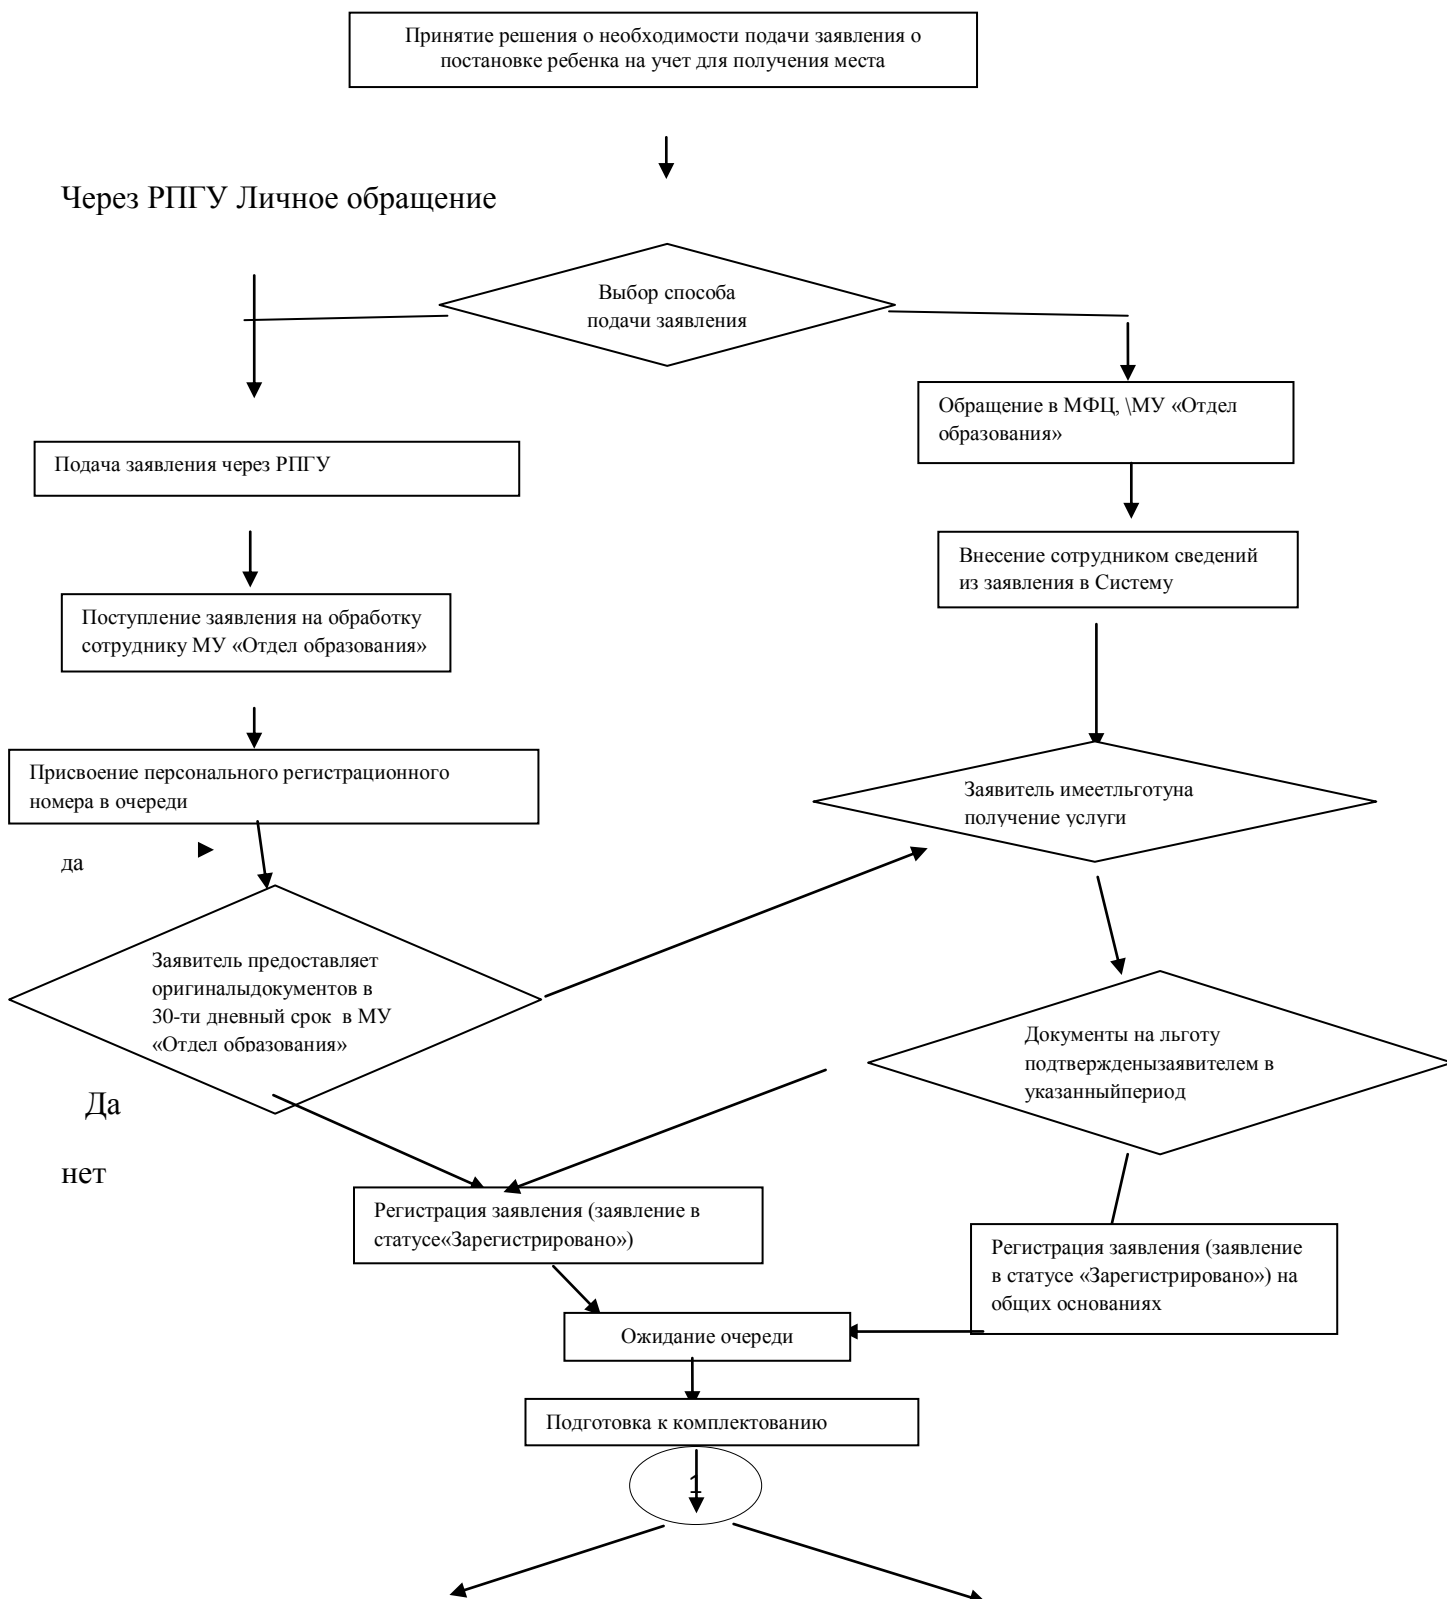 Принятие решения о необходимости подачи заявления о
постановке ребенка на учет для получения места
Через РПГУ Личное обращение
Выбор способа
подачи заявления
Обращение в МФЦ, \МУ «Отдел
образования»
Подача заявления через РПГУ
Внесение сотрудником сведений
из заявления в Систему
Поступление заявления на обработку
сотруднику МУ «Отдел образования»
Присвоение персонального регистрационного
номера в очереди
Заявитель имеетльготуна
получение услуги
да
Заявитель предоставляет
оригиналыдокументов в
30-ти дневный срок  в МУ
«Отдел образования»
Документы на льготу
подтвержденызаявителем в
указанныйпериод
Да
нет
Регистрация заявления (заявление в
статусе«Зарегистрировано»)
Регистрация заявления (заявление
в статусе «Зарегистрировано») на
общих основаниях
Ожидание очереди
Подготовка к комплектованию
1